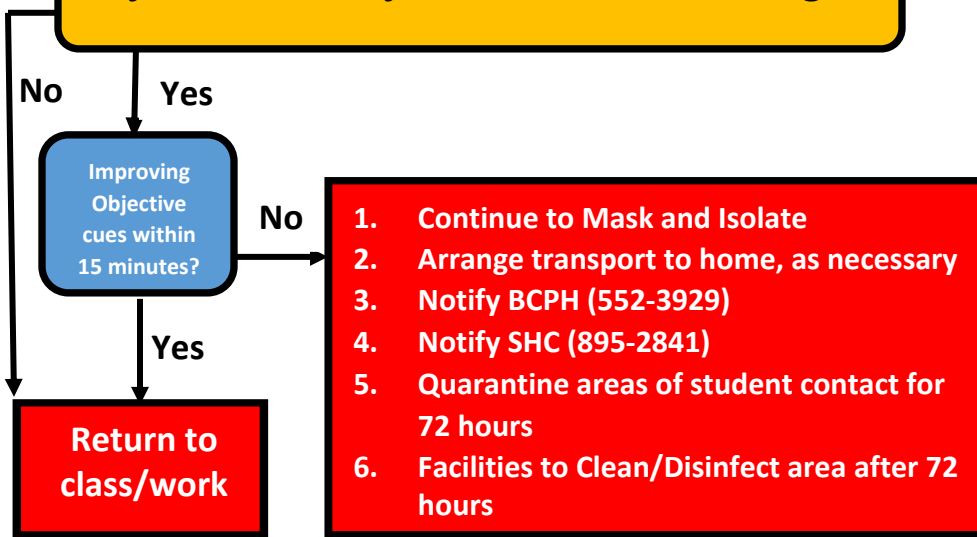 No
Yes
Improving
Objective
cues within
15 minutes?
No
1. Continue to Mask and Isolate
2. Arrange transport to home, as necessary
3. Notify BCPH (552-3929)
4. Notify SHC (895-2841)
5. Quarantine areas of student contact for
72 hours
6. Facilities to Clean/Disinfect area after 72
hours
Yes
Return to
class/work